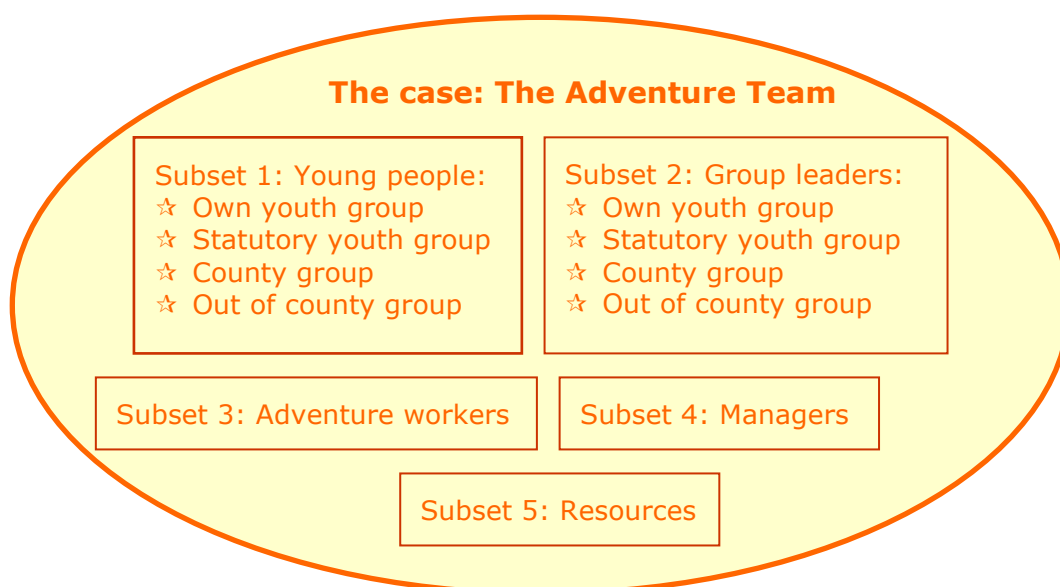 The case: The Adventure Team
Subset 1: Young people:
☆ Own youth group
☆ Statutory youth group
☆ County group
☆ Out of county group
Subset 2: Group leaders:
☆ Own youth group
☆ Statutory youth group
☆ County group
☆ Out of county group
Subset 3: Adventure workers
Subset 4: Managers
Subset 5: Resources